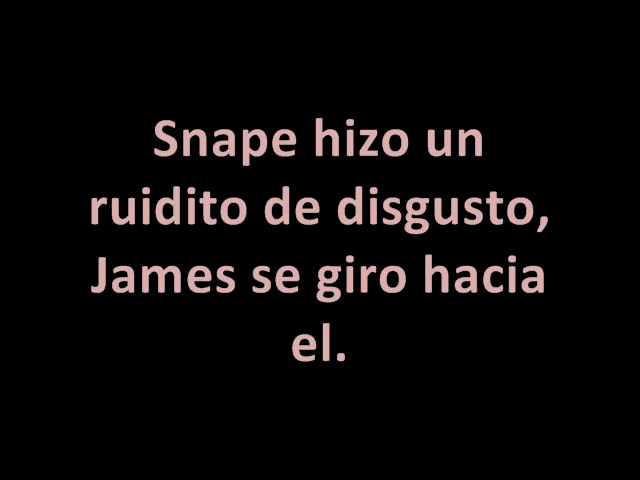 Snape hizo un
ruidito de disgusto,
James se giro hacia
el.